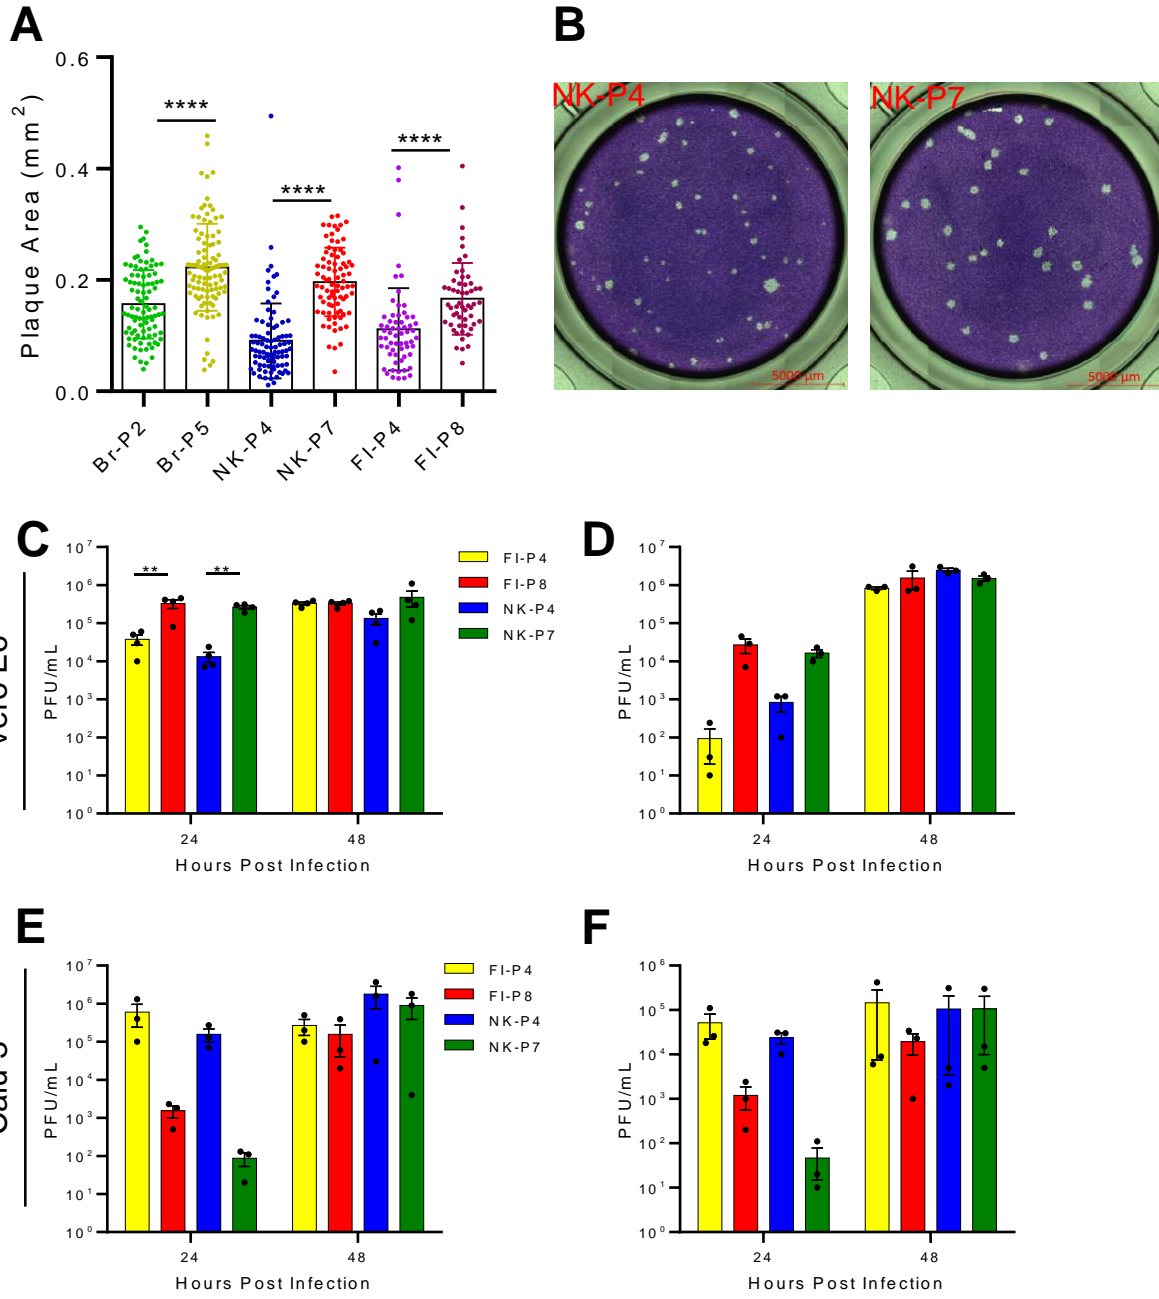 A
B
0.6
0.4
0.2
0.0
Plaque Area (mm²)
****
****
****
Br-P2
Br-P5
NK-P4
NK-P7
FI-P4
FI-P8
NK-P4
NK-P7
5000 µm
5000 µm
C
D
10⁷
10⁶
10⁵
10⁴
10³
10²
10¹
10⁰
PFU/mL
**
**
24
48
Hours Post Infection
FI-P4
FI-P8
NK-P4
NK-P7
10⁷
10⁶
10⁵
10⁴
10³
10²
10¹
10⁰
PFU/mL
24
48
Hours Post Infection
E
F
10⁷
10⁶
10⁵
10⁴
10³
10²
10¹
10⁰
PFU/mL
24
48
Hours Post Infection
FI-P4
FI-P8
NK-P4
NK-P7
10⁶
10⁵
10⁴
10³
10²
10¹
10⁰
PFU/mL
24
48
Hours Post Infection